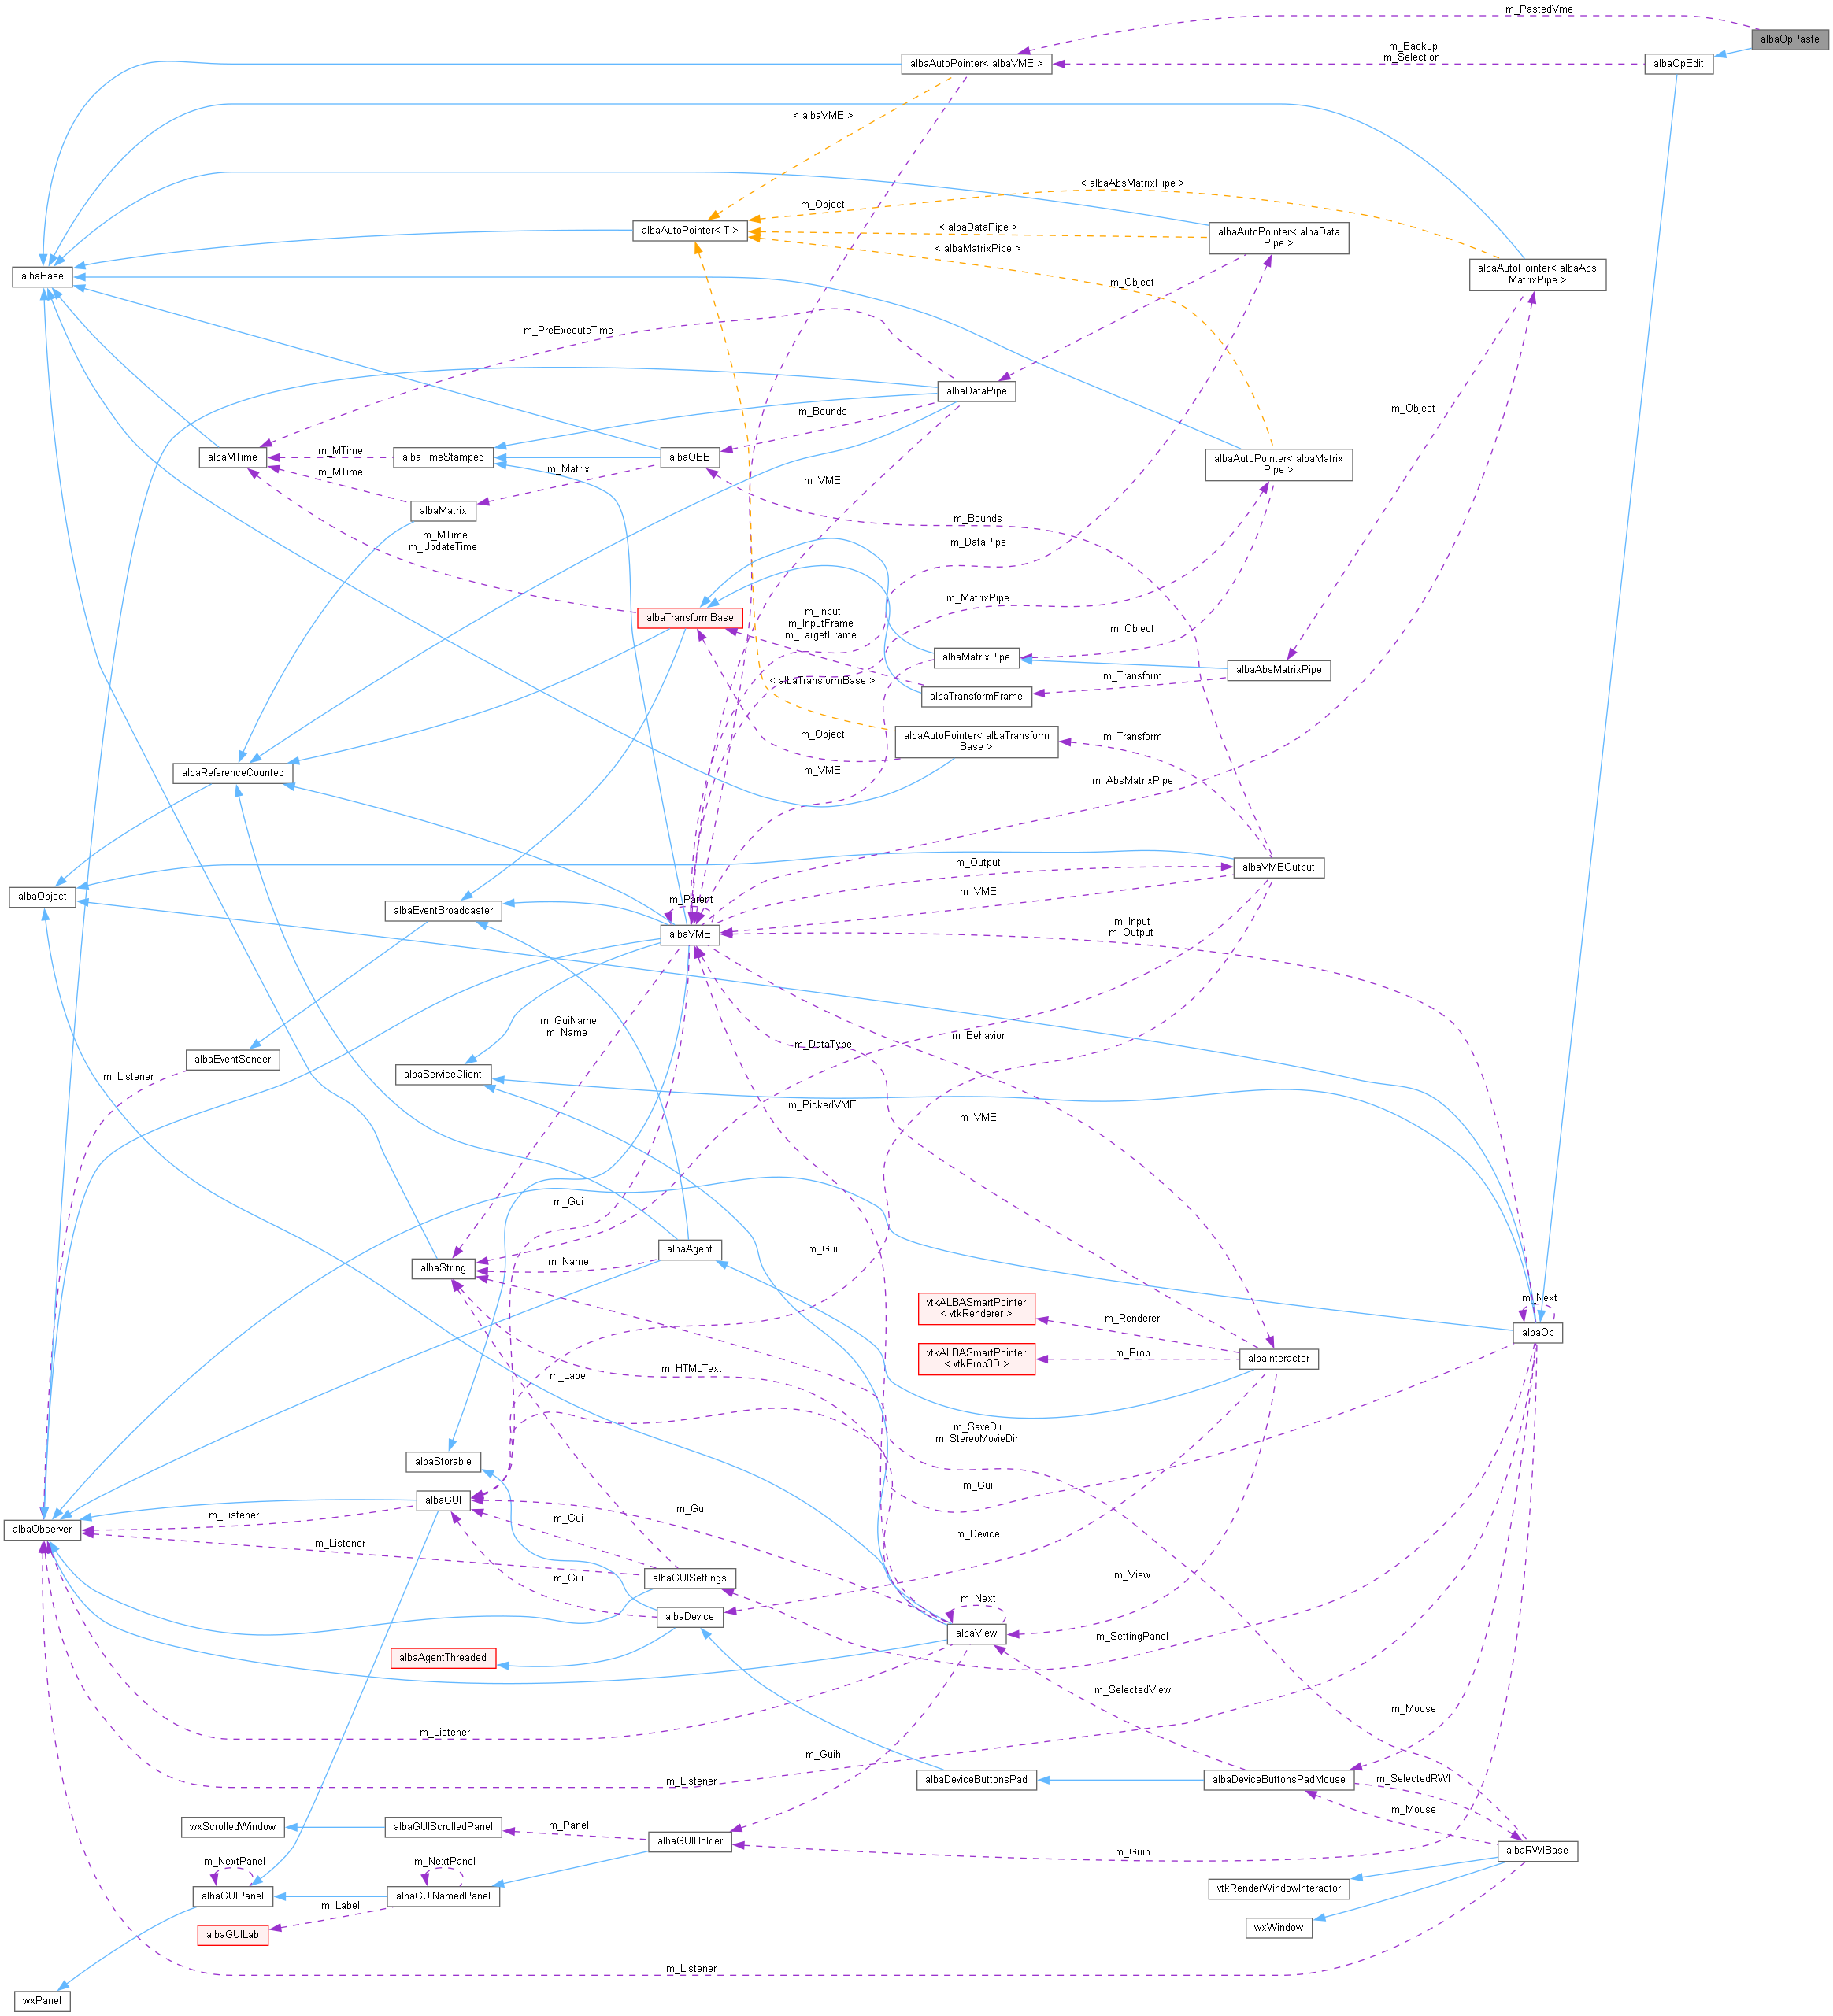 m_PastedVme
albaOpPaste
m_Backup
m_Selection
albaAutoPointer< albaVME >
albaOpEdit
< albaVME >
< albaAbsMatrixPipe >
m_Object
albaAutoPointer< T >
< albaDataPipe >
albaAutoPointer< albaData
Pipe >
< albaMatrixPipe >
albaBase
albaAutoPointer< albaAbs
MatrixPipe >
m_Object
m_PreExecuteTime
albaDataPipe
m_Object
m_Bounds
albaMTime
m_MTime
albaTimeStamped
albaOBB
albaAutoPointer< albaMatrix
Pipe >
m_MTime
m_Matrix
m_VME
albaMatrix
m_Bounds
m_MTime
m_UpdateTime
m_DataPipe
albaTransformBase
m_Input
m_InputFrame
m_TargetFrame
m_MatrixPipe
m_Object
albaMatrixPipe
albaAbsMatrixPipe
< albaTransformBase >
albaTransformFrame
m_Transform
m_Object
albaAutoPointer< albaTransform
Base >
m_Transform
albaReferenceCounted
m_VME
m_AbsMatrixPipe
m_Output
albaVMEOutput
albaObject
m_Parent
m_VME
albaEventBroadcaster
albaVME
m_Input
m_Output
m_GuiName
m_Name
m_DataType
m_Behavior
albaEventSender
m_Listener
albaServiceClient
m_PickedVME
m_VME
m_Gui
m_Gui
albaAgent
albaString
m_Name
vtkALBASmartPointer
< vtkRenderer >
m_Renderer
m_Next
albaOp
vtkALBASmartPointer
< vtkProp3D >
m_Prop
albaInteractor
m_Label
m_HTMLText
m_SaveDir
m_StereoMovieDir
albaStorable
m_Gui
albaGUI
m_Gui
albaObserver
m_Listener
m_Gui
m_Device
m_Listener
albaGUISettings
m_Gui
m_View
m_Next
albaDevice
albaView
m_SettingPanel
albaAgentThreaded
m_SelectedView
m_Mouse
m_Listener
m_Guih
m_Listener
albaDeviceButtonsPad
albaDeviceButtonsPadMouse
m_SelectedRWI
m_Mouse
wxScrolledWindow
albaGUIScrolledPanel
m_Panel
albaGUIHolder
m_Guih
albaRWIBase
m_NextPanel
m_NextPanel
albaGUIPanel
albaGUINamedPanel
vtkRenderWindowInteractor
m_Label
albaGUILab
wxWindow
m_Listener
wxPanel